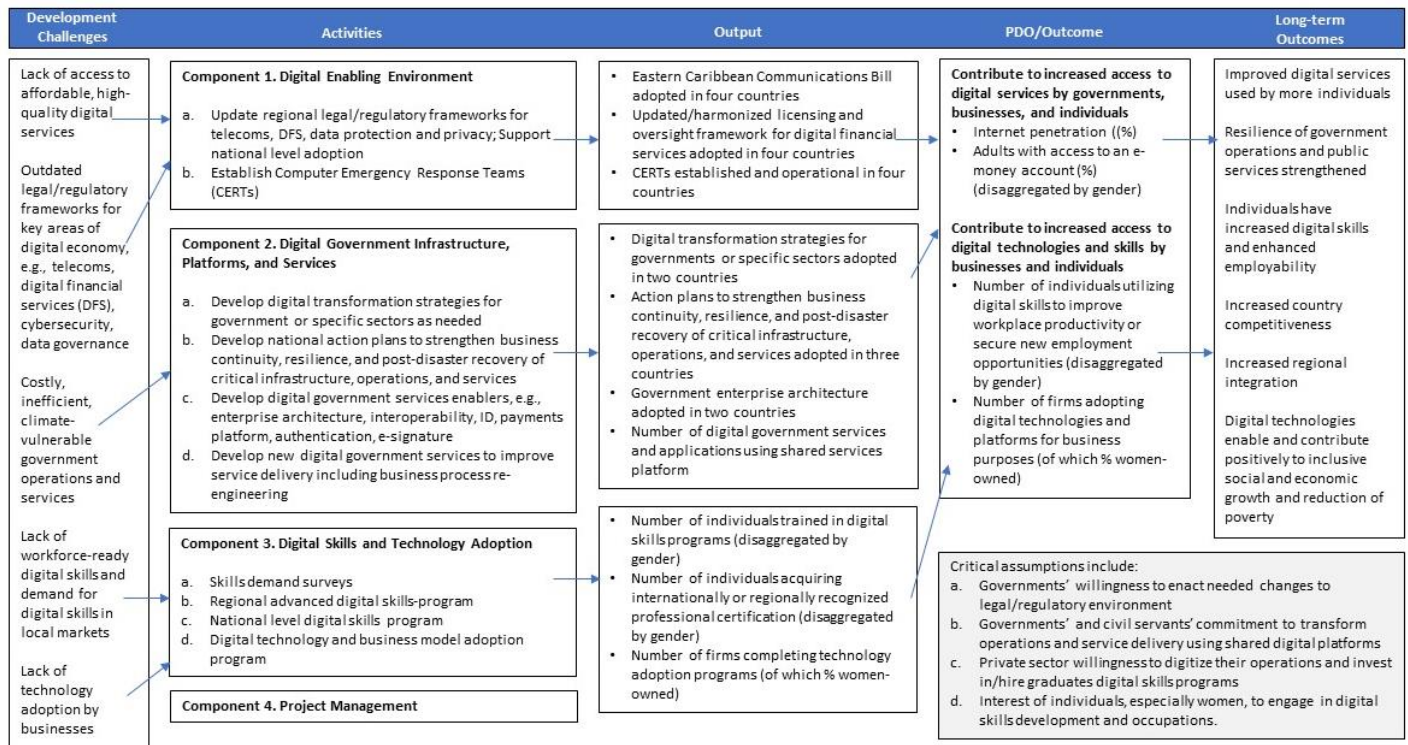 Development
Challenges
Activities
Output
PDO/Outcome
Long-term
Outcomes
Lack of access to
affordable, high-
quality digital
services
Outdated
legal/regulatory
frameworks for
key areas of
digital economy,
e.g., telecoms,
digital financial
services (DFS),
cybersecurity,
data governance
Costly,
inefficient,
climate-
vulnerable
government
operations and
services
Lack of
workforce-ready
digital skills and
demand for
digital skills in
local markets
Lack of
technology
adoption by
businesses
Component 1. Digital Enabling Environment
a. Update regional legal/regulatory frameworks for
telecoms, DFS, data protection and privacy; Support
national level adoption
b. Establish Computer Emergency Response Teams
(CERTs)
Component 2. Digital Government Infrastructure,
Platforms, and Services
a. Develop digital transformation strategies for
government or specific sectors as needed
b. Develop national action plans to strengthen business
continuity, resilience, and post-disaster recovery of
critical infrastructure, operations, and services
c. Develop digital government services enablers, e.g.,
enterprise architecture, interoperability, ID, payments
platform, authentication, e-signature
d. Develop new digital government services to improve
service delivery including business process re-
engineering
Component 3. Digital Skills and Technology Adoption
a. Skills demand surveys
b. Regional advanced digital skills-program
c. National level digital skills program
d. Digital technology and business model adoption
program
Component 4. Project Management
• Eastern Caribbean Communications Bill
adopted in four countries
• Updated/harmonized licensing and
oversight framework for digital financial
services adopted in four countries
• CERTs established and operational in four
countries
• Digital transformation strategies for
governments or specific sectors adopted
in two countries
• Action plans to strengthen business
continuity, resilience, and post-disaster
recovery of critical infrastructure,
operations, and services adopted in three
countries
• Government enterprise architecture
adopted in two countries
• Number of digital government services
and applications using shared services
platform
• Number of individuals trained in digital
skills programs (disaggregated by
gender)
• Number of individuals acquiring
internationally or regionally recognized
professional certification (disaggregated
by gender)
• Number of firms completing technology
adoption programs (of which % women-
owned)
Contribute to increased access to
digital services by governments,
businesses, and individuals
• Internet penetration ((%)
• Adults with access to an e-
money account (%)
(disaggregated by gender)
Contribute to increased access to
digital technologies and skills by
businesses and individuals
• Number of individuals utilizing
digital skills to improve
workplace productivity or
secure new employment
opportunities (disaggregated
by gender)
• Number of firms adopting
digital technologies and
platforms for business
purposes (of which % women-
owned)
Improved digital services
used by more individuals
Resilience of government
operations and public
services strengthened
Individuals have
increased digital skills
and enhanced
employability
Increased country
competitiveness
Increased regional
integration
Digital technologies
enable and contribute
positively to inclusive
social and economic
growth and reduction of
poverty
Critical assumptions include:
a. Governments' willingness to enact needed changes to
legal/regulatory environment
b. Governments' and civil servants' commitment to transform
operations and service delivery using shared digital platforms
c. Private sector willingness to digitize their operations and invest
in/hire graduates digital skills programs
d. Interest of individuals, especially women, to engage in digital
skills development and occupations.